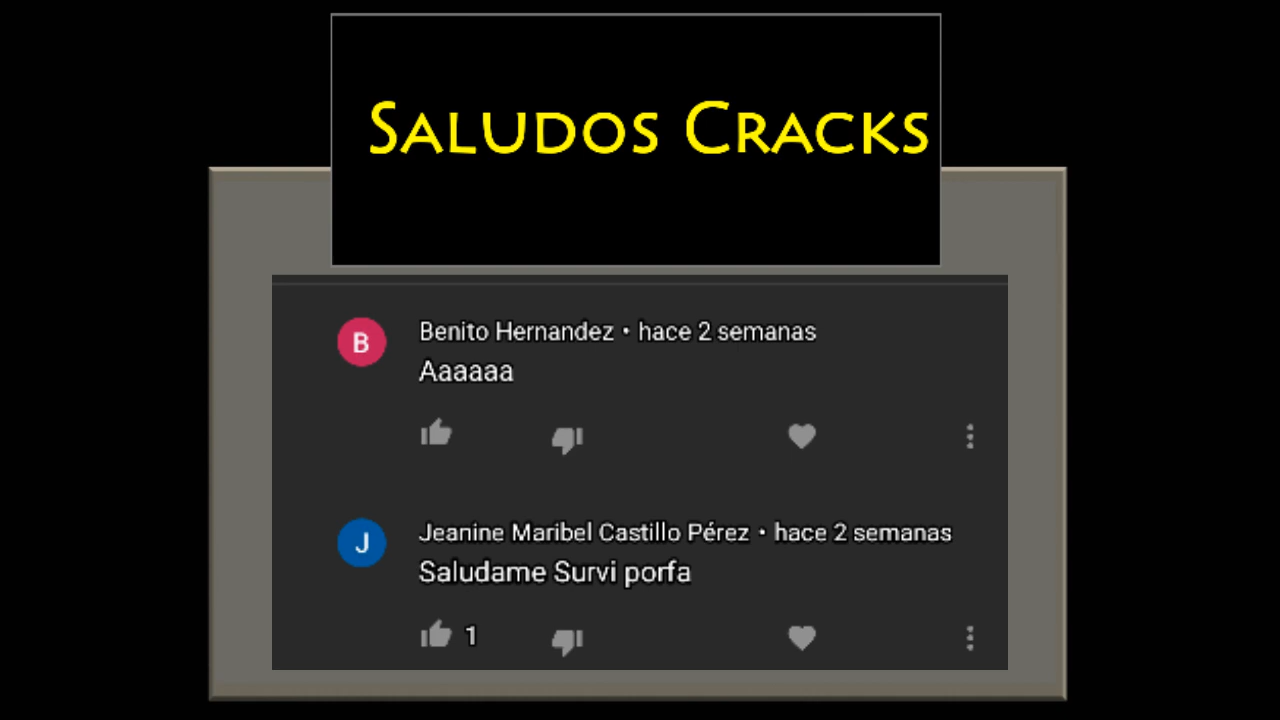 Saludos Cracks
B
Benito Hernandez • hace 2 semanas
Aaaaaa
J
Jeanine Maribel Castillo Pérez • hace 2 semanas
Saludame Survi porfa
1